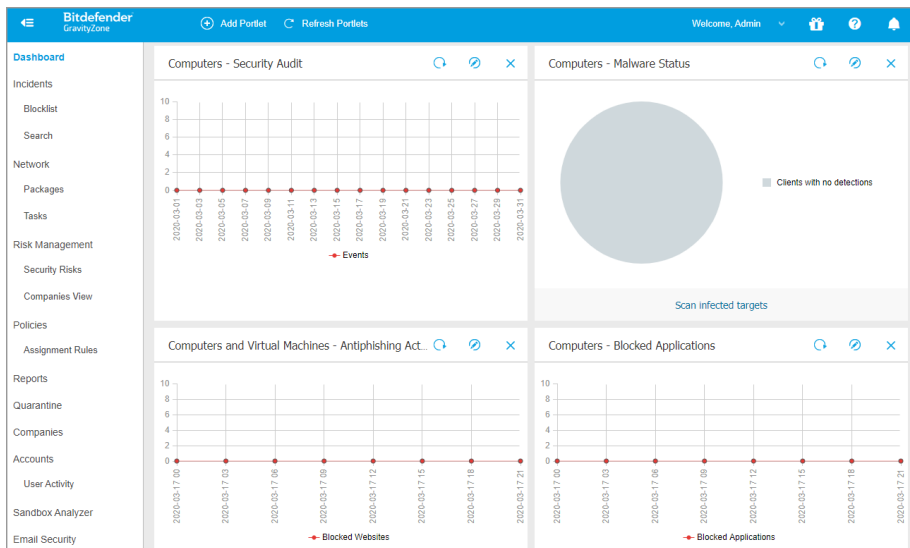 Bitdefender
GravityZone
Add Portlet
Refresh Portlets
Welcome, Admin
Dashboard
Incidents
Blocklist
Search
Network
Packages
Tasks
Risk Management
Security Risks
Companies View
Policies
Assignment Rules
Reports
Quarantine
Companies
Accounts
User Activity
Sandbox Analyzer
Email Security
Computers - Security Audit
10
8
6
4
2
0
2020-03-01
2020-03-03
2020-03-05
2020-03-07
2020-03-09
2020-03-11
2020-03-13
2020-03-15
2020-03-17
2020-03-19
2020-03-21
2020-03-23
2020-03-25
2020-03-27
2020-03-29
2020-03-31
Events
Computers - Malware Status
Clients with no detections
Scan infected targets
Computers and Virtual Machines - Antiphishing Act...
10
8
6
4
2
0
2020-03-17 00
2020-03-17 03
2020-03-17 06
2020-03-17 09
2020-03-17 12
2020-03-17 15
2020-03-17 18
2020-03-17 21
Blocked Websites
Computers - Blocked Applications
10
8
6
4
2
0
2020-03-17 00
2020-03-17 03
2020-03-17 06
2020-03-17 09
2020-03-17 12
2020-03-17 15
2020-03-17 18
2020-03-17 21
Blocked Applications